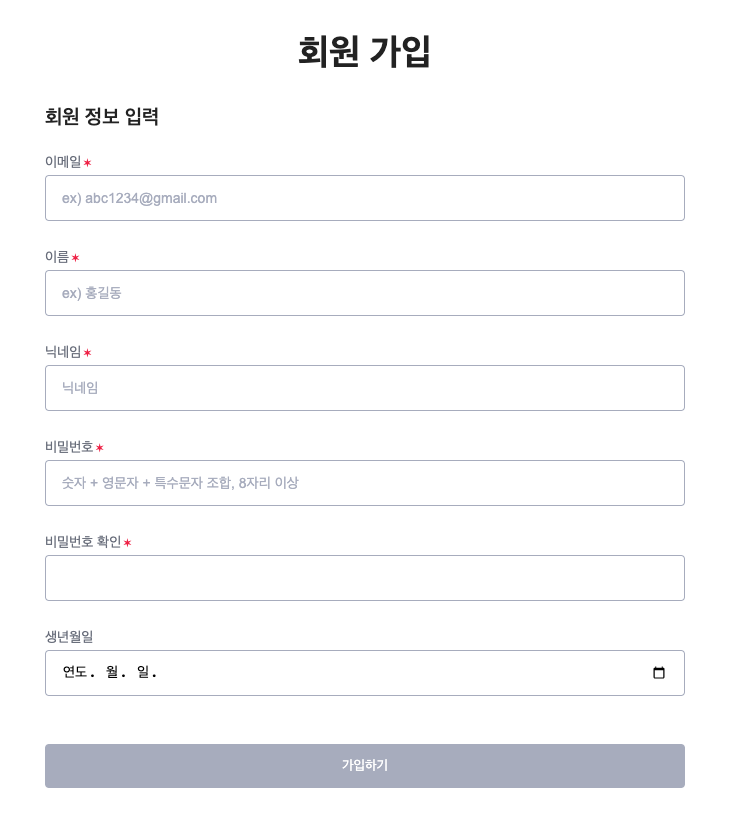 회원 가입
회원 정보 입력
이메일*
ex) abc1234@gmail.com
이름*
ex) 홍길동
닉네임*
닉네임
비밀번호*
숫자 + 영문자 + 특수문자 조합, 8자리 이상
비밀번호 확인*
생년월일
연도. 월. 일.
가입하기